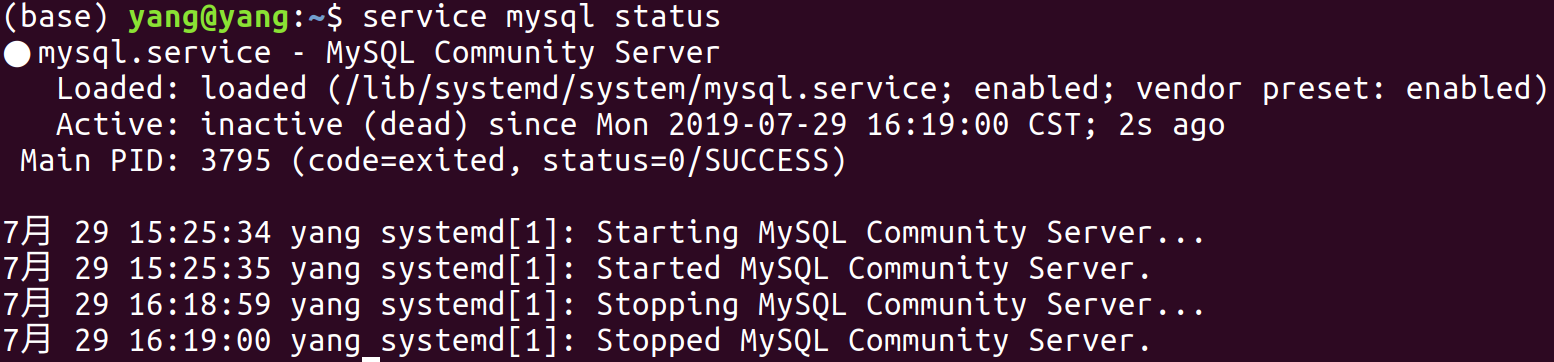 (base) yang@yang:~$ service mysql status
●mysql.service - MySQL Community Server
   Loaded: loaded (/lib/systemd/system/mysql.service; enabled; vendor preset: enabled)
   Active: inactive (dead) since Mon 2019-07-29 16:19:00 CST; 2s ago
 Main PID: 3795 (code=exited, status=0/SUCCESS)
7月 29 15:25:34 yang systemd[1]: Starting MySQL Community Server...
7月 29 15:25:35 yang systemd[1]: Started MySQL Community Server.
7月 29 16:18:59 yang systemd[1]: Stopping MySQL Community Server...
7月 29 16:19:00 yang systemd[1]: Stopped MySQL Community Server.